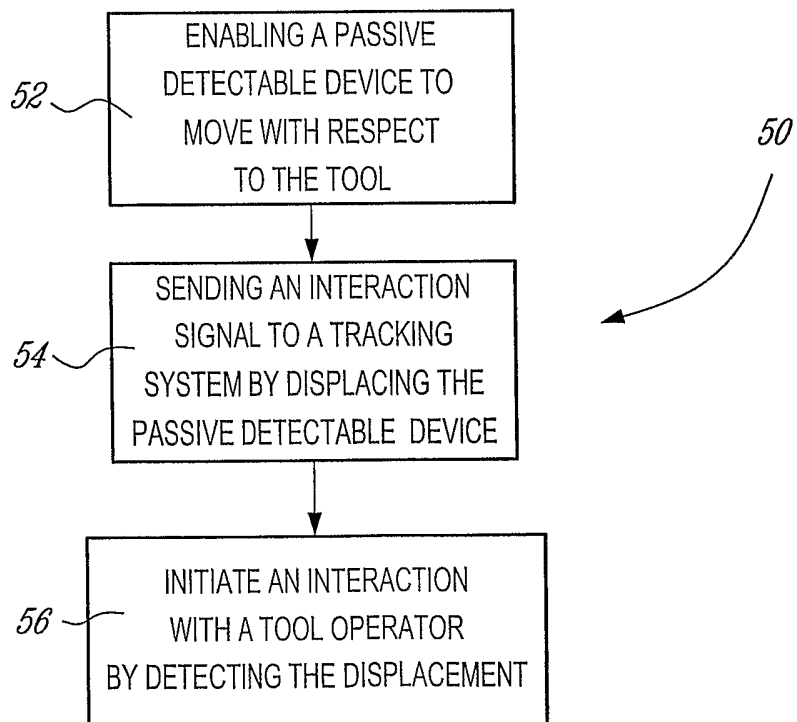 52
ENABLING A PASSIVE
DETECTABLE DEVICE TO
MOVE WITH RESPECT
TO THE TOOL
50
54
SENDING AN INTERACTION
SIGNAL TO A TRACKING
SYSTEM BY DISPLACING THE
PASSIVE DETECTABLE DEVICE
56
INITIATE AN INTERACTION
WITH A TOOL OPERATOR
BY DETECTING THE DISPLACEMENT